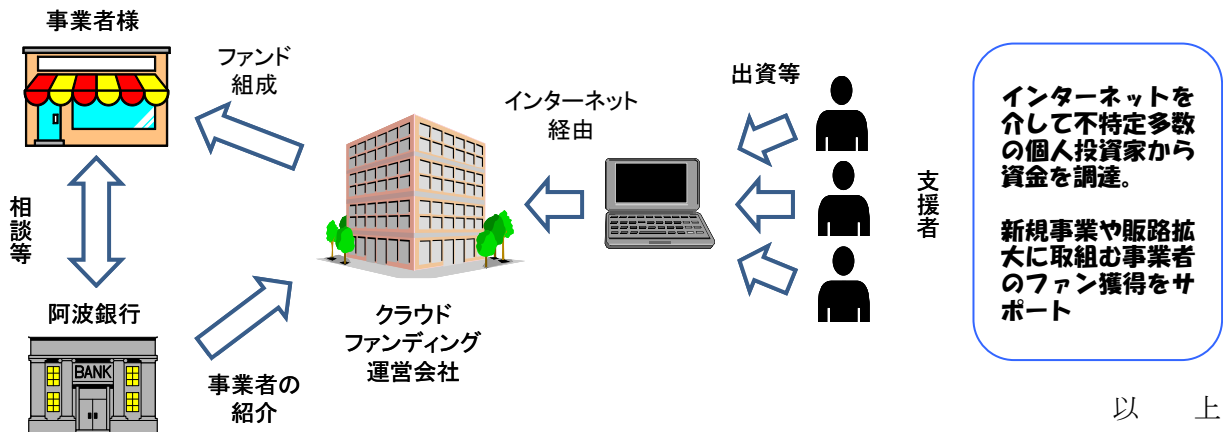 事業者様
ファンド
組成
相談等
阿波銀行
BANK
事業者の
紹介
クラウド
ファンディング
運営会社
インターネット
経由
出資等
支援者
インターネットを
介して不特定多数
の個人投資家から
資金を調達。
新規事業や販路拡
大に取組む事業者
のファン獲得をサ
ポート
以　上